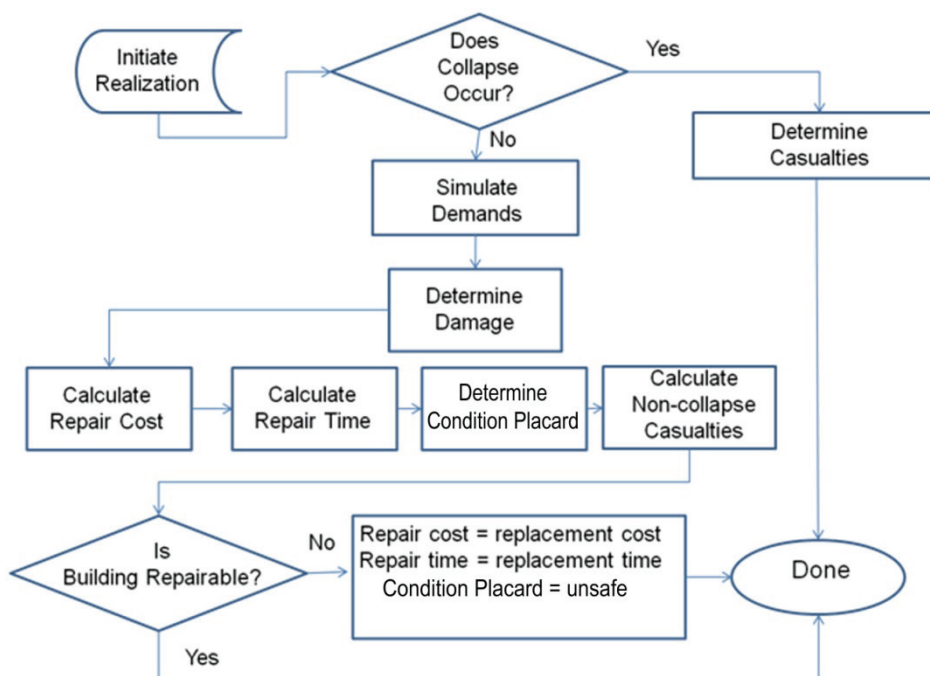 Initiate
Realization
Does
Collapse
Occur?
Yes
Determine
Casualties
No
Simulate
Demands
Determine
Damage
Calculate
Repair Cost
Calculate
Repair Time
Determine
Condition Placard
Calculate
Non-collapse
Casualties
Is
Building Repairable?
No
Repair cost = replacement cost
Repair time = replacement time
Condition Placard = unsafe
Done
Yes